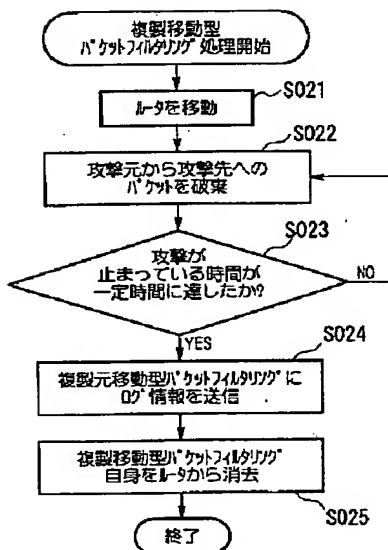 複製移動型
パケットフィルタリング処理開始
S021
ルータを移動
S022
攻撃元から攻撃先への
パケットを破棄
S023
攻撃が
止まっている時間が
一定時間に達したか?
NO
YES
S024
複製元移動型パケットフィルタリングに
ログ情報を送信
複製移動型パケットフィルタリング
自身をルータから消去
S025
終了